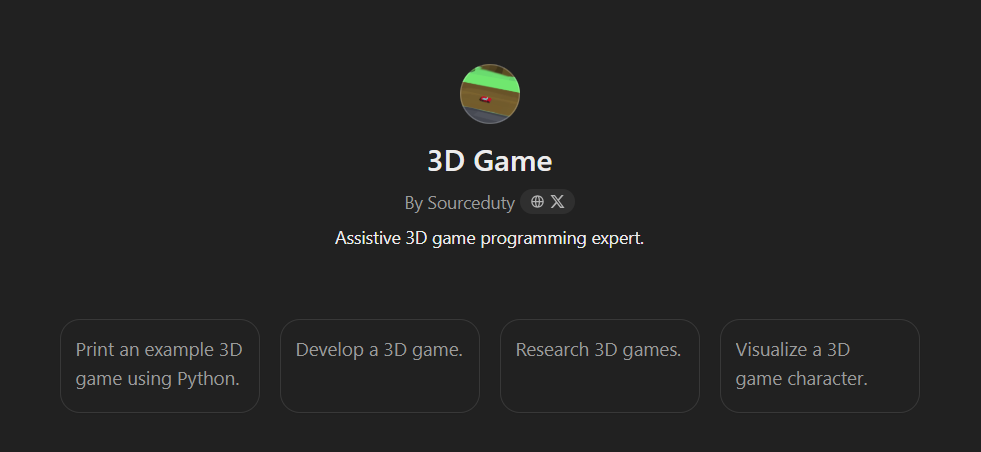 3D Game
By Sourceduty
Assistive 3D game programming expert.
Print an example 3D
game using Python.
Develop a 3D game.
Research 3D games.
Visualize a 3D
game character.